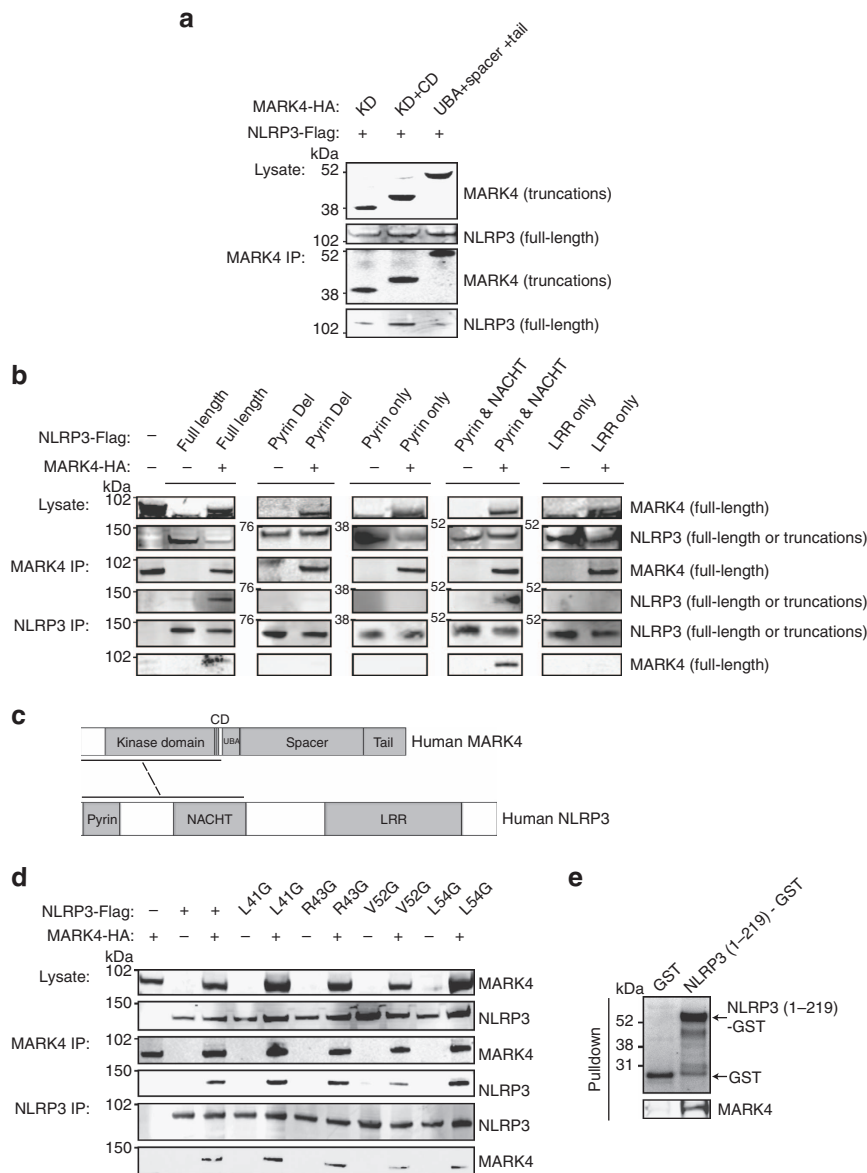 a
MARK4-HA: KD KD+CD UBA+spacer +tail
NLRP3-Flag: + + +
kDa
Lysate: 52 38 MARK4 (truncations)
102 NLRP3 (full-length)
MARK4 IP: 52 38 MARK4 (truncations)
102 NLRP3 (full-length)
b
NLRP3-Flag: – Full length Full length Pyrin Del Pyrin Del Pyrin only Pyrin only Pyrin & NACHT Pyrin & NACHT LRR only LRR only
MARK4-HA: – – + – + – + – + – +
kDa
Lysate: 102 MARK4 (full-length)
150 76 38 52 52 NLRP3 (full-length or truncations)
MARK4 IP: 102 MARK4 (full-length)
150 76 38 52 52 NLRP3 (full-length or truncations)
NLRP3 IP: 150 76 38 52 52 NLRP3 (full-length or truncations)
102 MARK4 (full-length)
c
CD
Kinase domain UBA Spacer Tail Human MARK4
Pyrin NACHT LRR Human NLRP3
d
NLRP3-Flag: – + + L41G L41G R43G R43G V52G V52G L54G L54G
MARK4-HA: + – + – + – + – + – +
kDa
Lysate: 102 MARK4
150 NLRP3
MARK4 IP: 102 MARK4
150 NLRP3
NLRP3 IP: 102 NLRP3
150 MARK4
e
GST NLRP3 (1–219) - GST
kDa
Pulldown
52 NLRP3 (1–219)
-GST
38
31
GST
MARK4